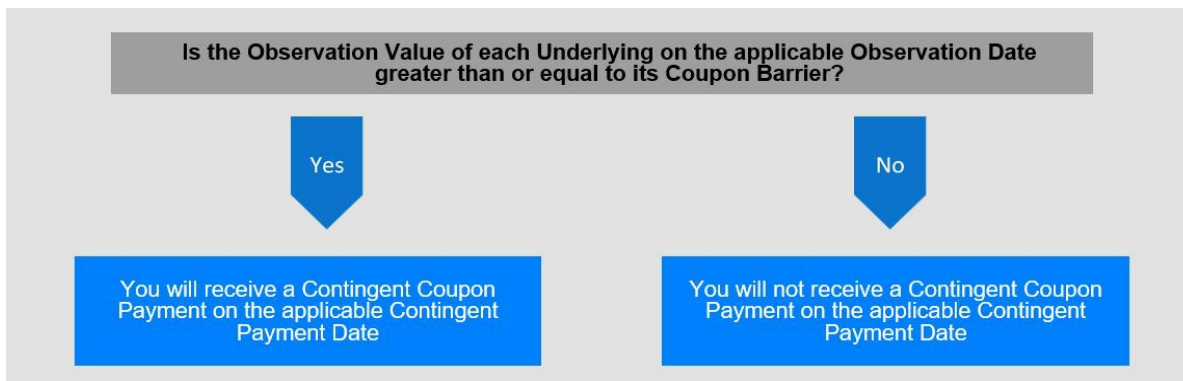 Is the Observation Value of each Underlying on the applicable Observation Date
greater than or equal to its Coupon Barrier?
Yes
No
You will receive a Contingent Coupon
Payment on the applicable Contingent
Payment Date
You will not receive a Contingent Coupon
Payment on the applicable Contingent
Payment Date